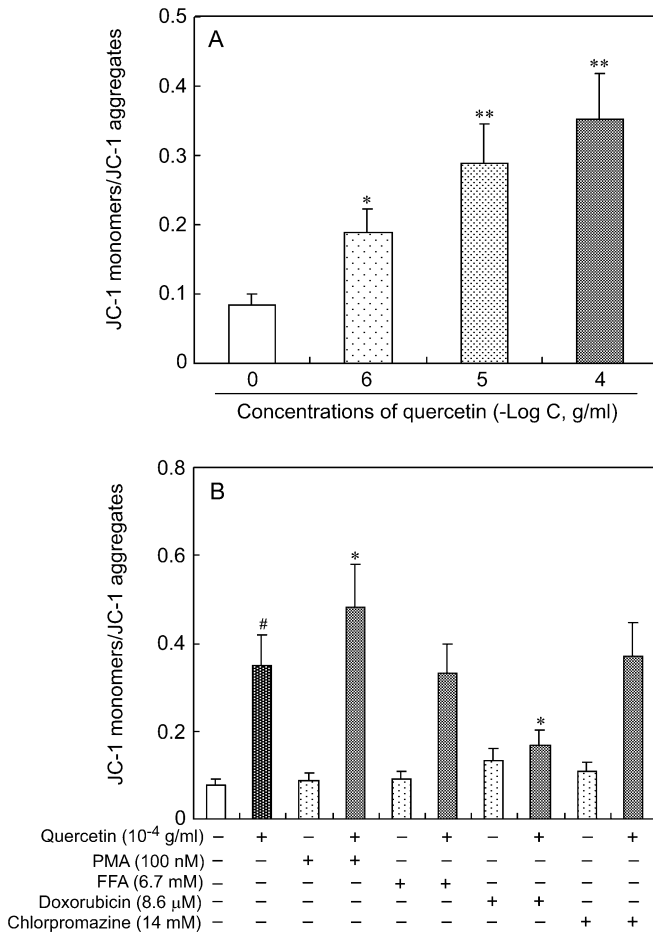 A
JC-1 monomers/JC-1 aggregates
0.5
0.4
0.3
0.2
0.1
0
*
**
**
0 6 5 4
Concentrations of quercetin (-Log C, g/ml)
B
JC-1 monomers/JC-1 aggregates
0.8
0.6
0.4
0.2
0
#
*
*
Quercetin (10⁻⁴ g/ml) – + – + – + – + – +
PMA (100 nM) – – + + – – – – – –
FFA (6.7 mM) – – – – + + – – – –
Doxorubicin (8.6 μM) – – – – – – + + – –
Chlorpromazine (14 mM) – – – – – – – – + +